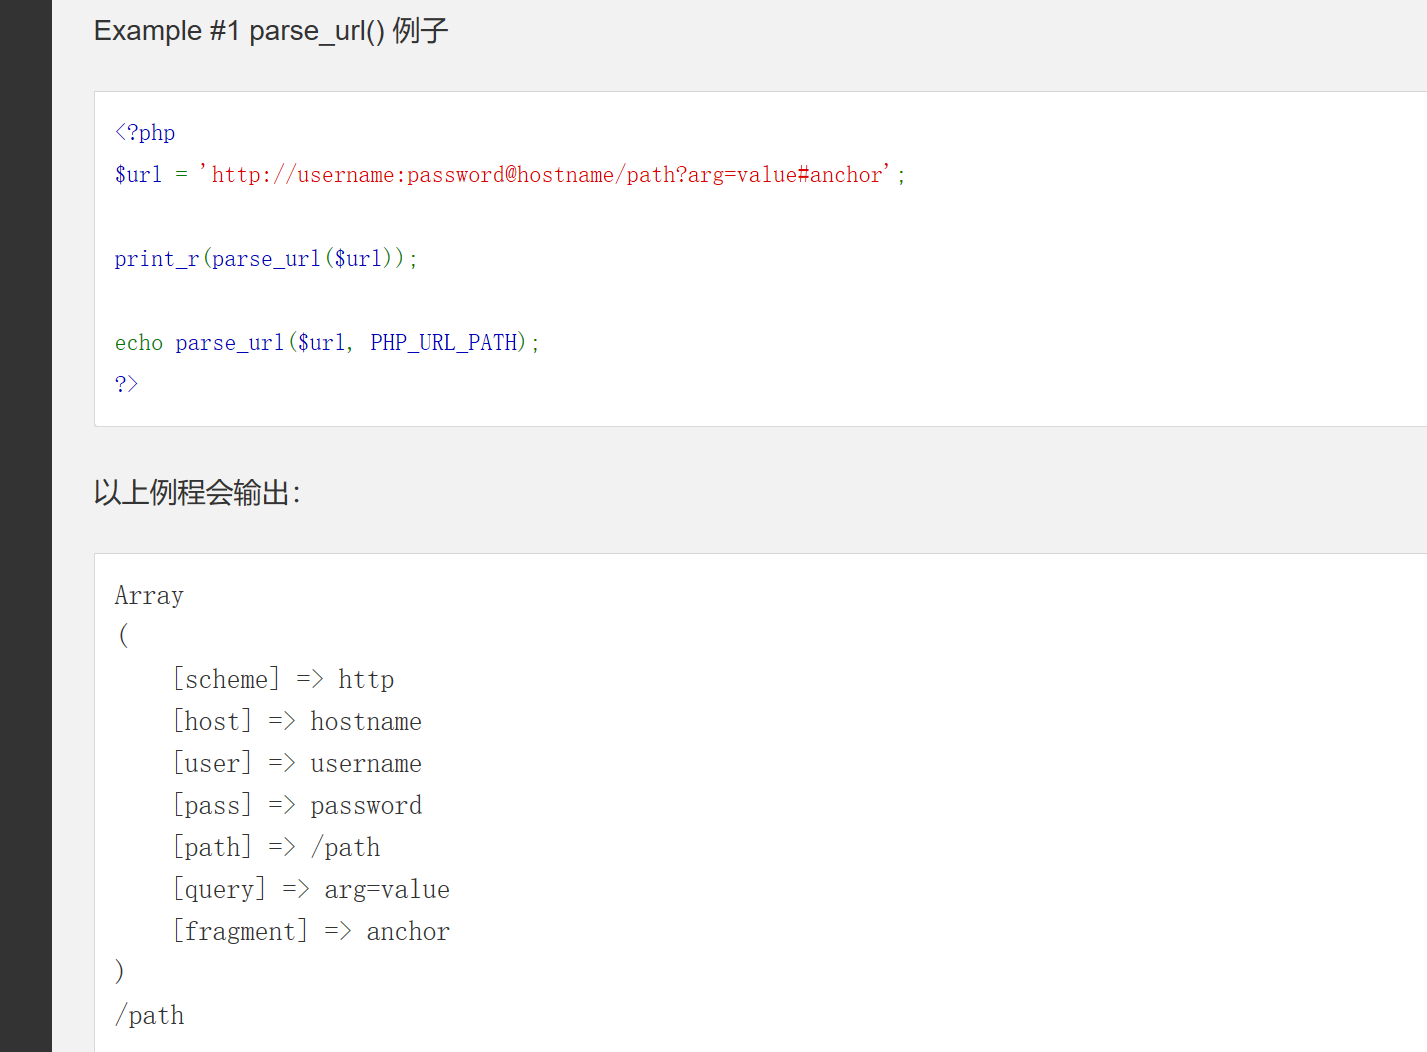 Example #1 parse_url() 例子
<?php
$url = 'http://username:password@hostname/path?arg=value#anchor';
print_r(parse_url($url));
echo parse_url($url, PHP_URL_PATH);
?>
以上例程会输出：
Array
(
    [scheme] => http
    [host] => hostname
    [user] => username
    [pass] => password
    [path] => /path
    [query] => arg=value
    [fragment] => anchor
)
/path